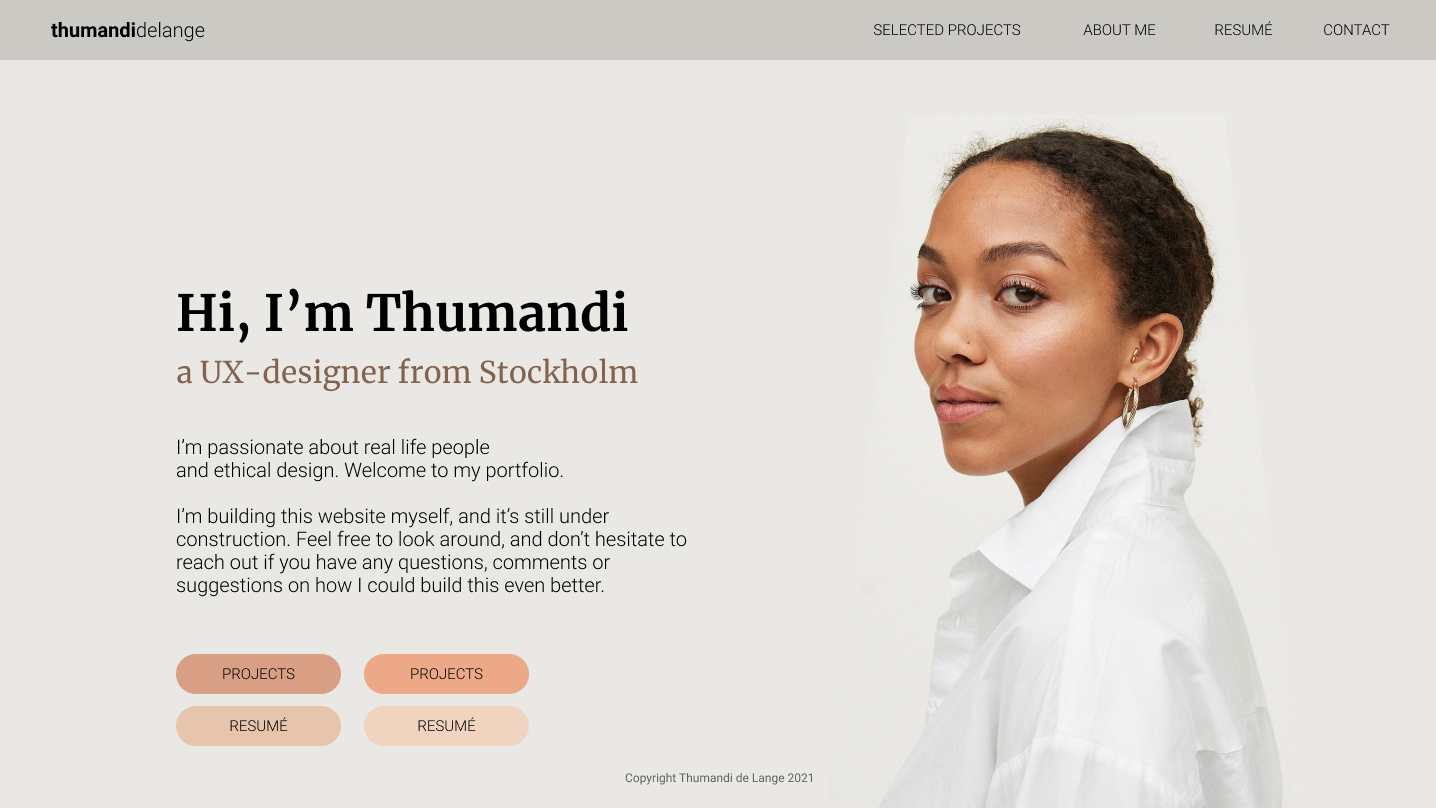 thumandidelange
SELECTED PROJECTS ABOUT ME RESUMÉ CONTACT
Hi, I’m Thumandi
a UX-designer from Stockholm
I’m passionate about real life people
and ethical design. Welcome to my portfolio.
I’m building this website myself, and it’s still under
construction. Feel free to look around, and don’t hesitate to
reach out if you have any questions, comments or
suggestions on how I could build this even better.
PROJECTS PROJECTS
RESUMÉ RESUMÉ
Copyright Thumandi de Lange 2021